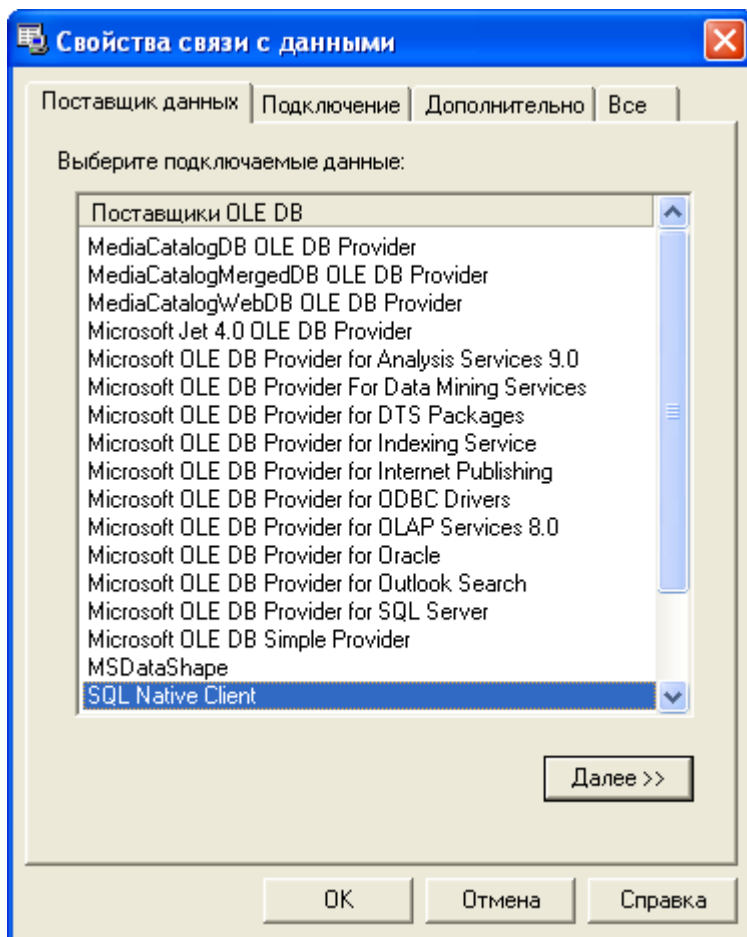 Свойства связи с данными
Поставщик данных Подключение Дополнительно Все
Выберите подключаемые данные:
Поставщики OLE DB
MediaCatalogDB OLE DB Provider
MediaCatalogMergedDB OLE DB Provider
MediaCatalogWebDB OLE DB Provider
Microsoft Jet 4.0 OLE DB Provider
Microsoft OLE DB Provider for Analysis Services 9.0
Microsoft OLE DB Provider For Data Mining Services
Microsoft OLE DB Provider for DTS Packages
Microsoft OLE DB Provider for Indexing Service
Microsoft OLE DB Provider for Internet Publishing
Microsoft OLE DB Provider for ODBC Drivers
Microsoft OLE DB Provider for OLAP Services 8.0
Microsoft OLE DB Provider for Oracle
Microsoft OLE DB Provider for Outlook Search
Microsoft OLE DB Provider for SQL Server
Microsoft OLE DB Simple Provider
MSDataShape
SQL Native Client
Далее >>
OK Отмена Справка